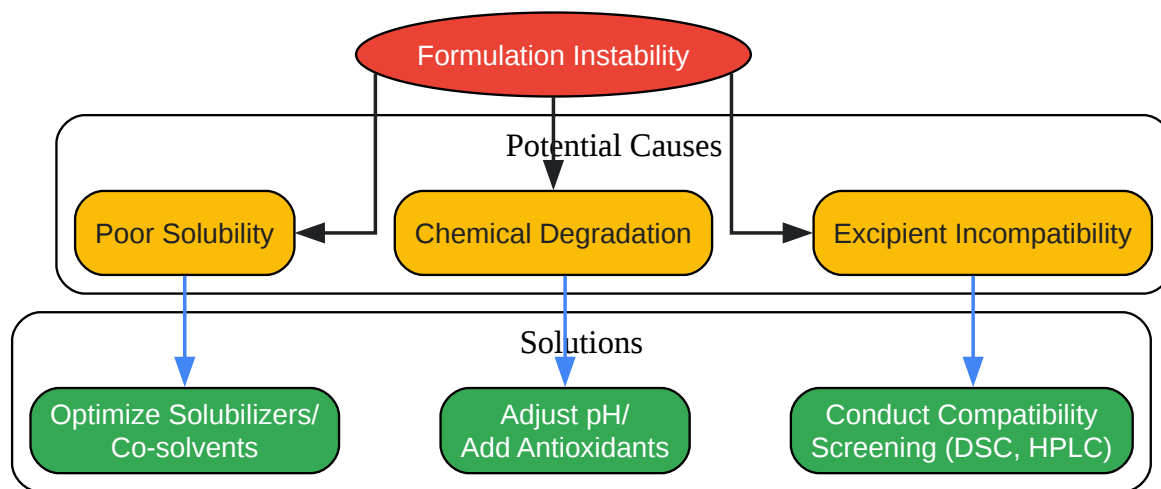 Formulation Instability
Potential Causes
Poor Solubility
Chemical Degradation
Excipient Incompatibility
Solutions
Optimize Solubilizers/
Co-solvents
Adjust pH/
Add Antioxidants
Conduct Compatibility
Screening (DSC, HPLC)